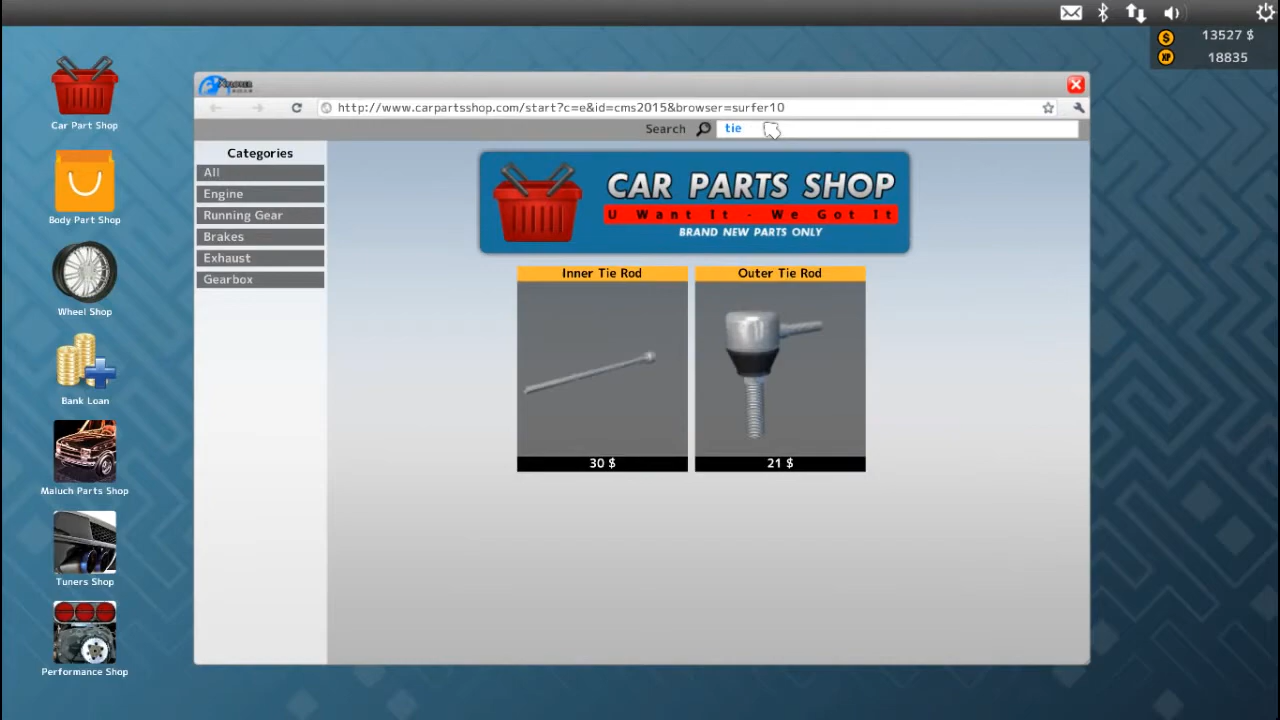 13527 $
18835
Car Part Shop
Body Part Shop
Wheel Shop
Bank Loan
Maluch Parts Shop
Tuners Shop
Performance Shop
http://www.carpartsshop.com/start?c=e&id=cms2015&browser=surfer10
Search tie
Categories
All
Engine
Running Gear
Brakes
Exhaust
Gearbox
CAR PARTS SHOP
U Want It - We Got It
BRAND NEW PARTS ONLY
Inner Tie Rod
30 $
Outer Tie Rod
21 $